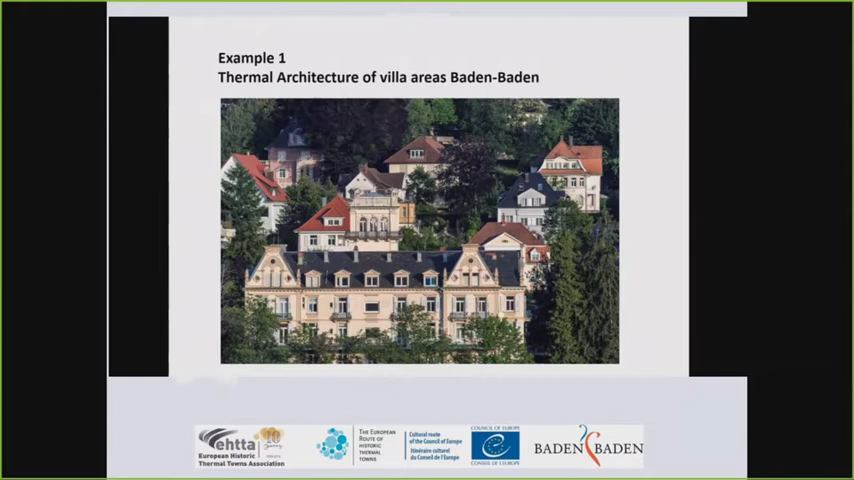 Example 1
Thermal Architecture of villa areas Baden-Baden
ehtta
European Historic
Thermal Towns Association
THE EUROPEAN
ROUTE OF
HISTORIC
THERMAL
TOWNS
Cultural route
of the Council of Europe
Itinéraire culturel
du Conseil de l'Europe
COUNCIL OF EUROPE
CONSEIL DE L'EUROPE
BADEN BADEN